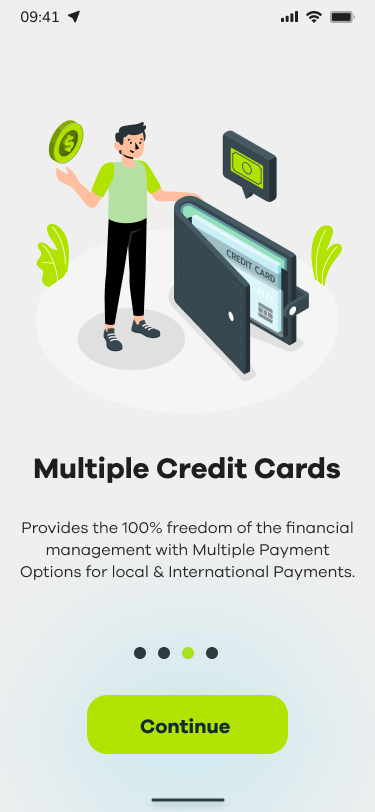 09:41
$
CREDIT CARD
Multiple Credit Cards
Provides the 100% freedom of the financial
management with Multiple Payment
Options for local & International Payments.
Continue